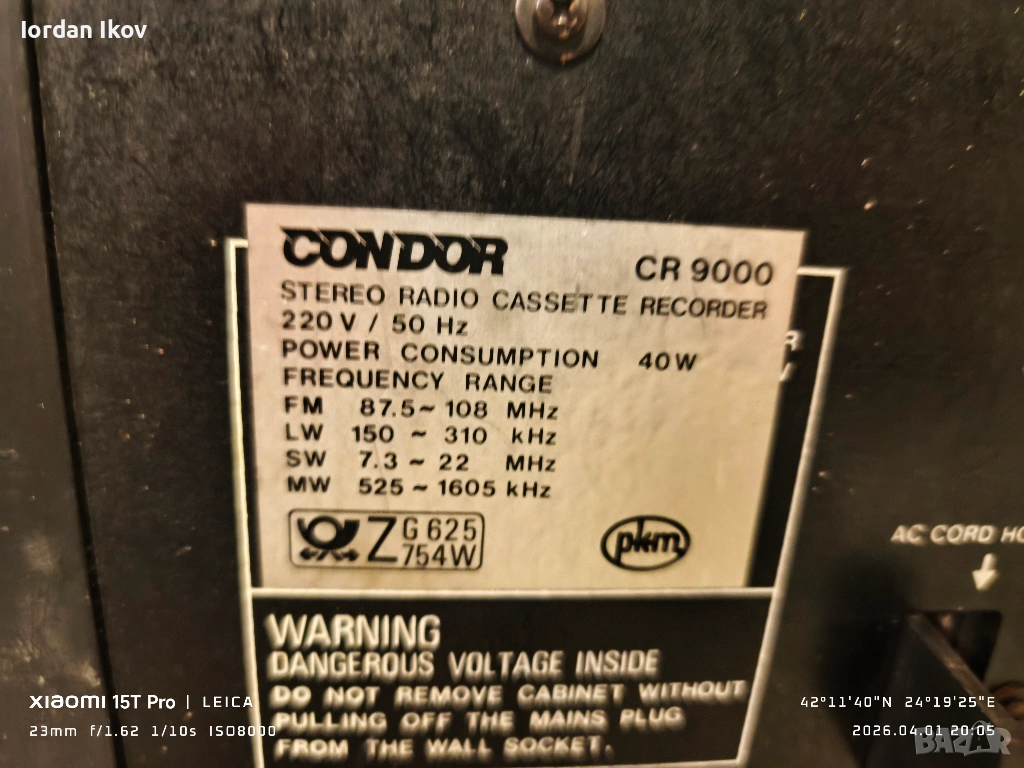 Iordan Ikov
CONDOR
CR 9000
STEREO RADIO CASSETTE RECORDER
220 V / 50 Hz
POWER CONSUMPTION 40 W
FREQUENCY RANGE
FM 87.5 ~ 108 MHz
LW 150 ~ 310 kHz
SW 7.3 ~ 22 MHz
MW 525 ~ 1605 kHz
Z G 625
754W
pkm
AC CORD HO
WARNING
DANGEROUS VOLTAGE INSIDE
DO NOT REMOVE CABINET WITHOUT
PULLING OFF THE MAINS PLUG
FROM THE WALL SOCKET.
XIAOMI 15T Pro | LEICA
23mm f/1.62 1/10s ISO8000
42°11'40"N 24°19'25"E
2026.04.01 20:05
BAZAR